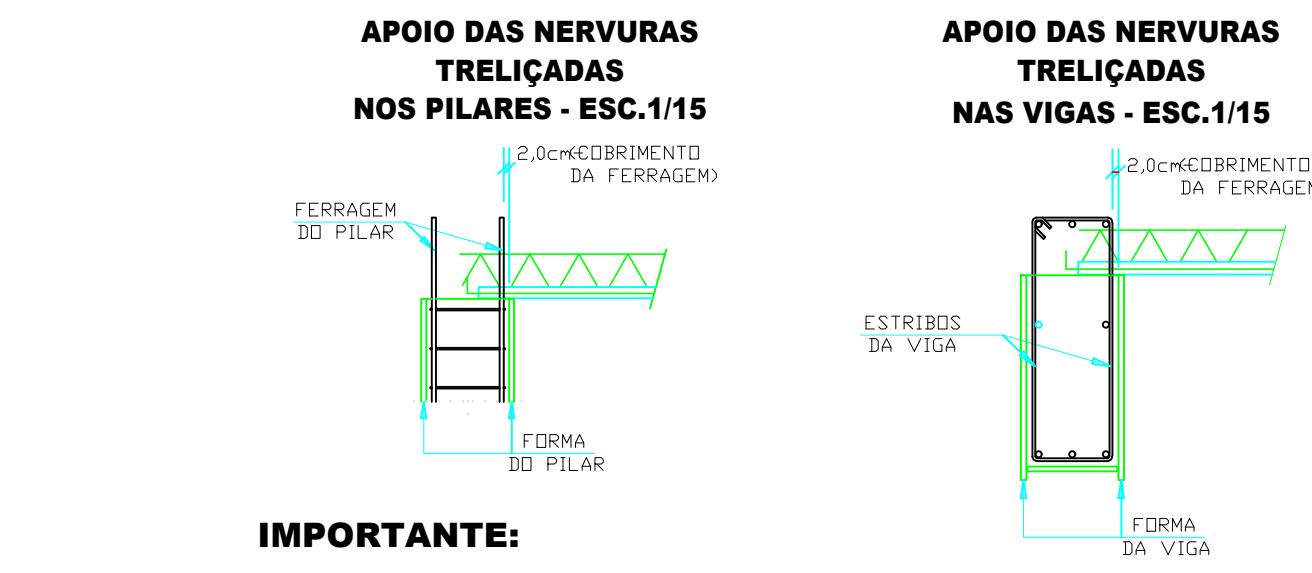 APOIO DAS NERVURAS
TRELIÇADAS
NOS PILARES - ESC.1/15
2,0cm(COBRIMENTO
DA FERRAGEM)
FERRAGEM
DO PILAR
FORMA
DO PILAR
APOIO DAS NERVURAS
TRELIÇADAS
NAS VIGAS - ESC.1/15
2,0cm(COBRIMENTO
DA FERRAGEM
ESTRIBOS
DA VIGA
FORMA
DA VIGA
IMPORTANTE: